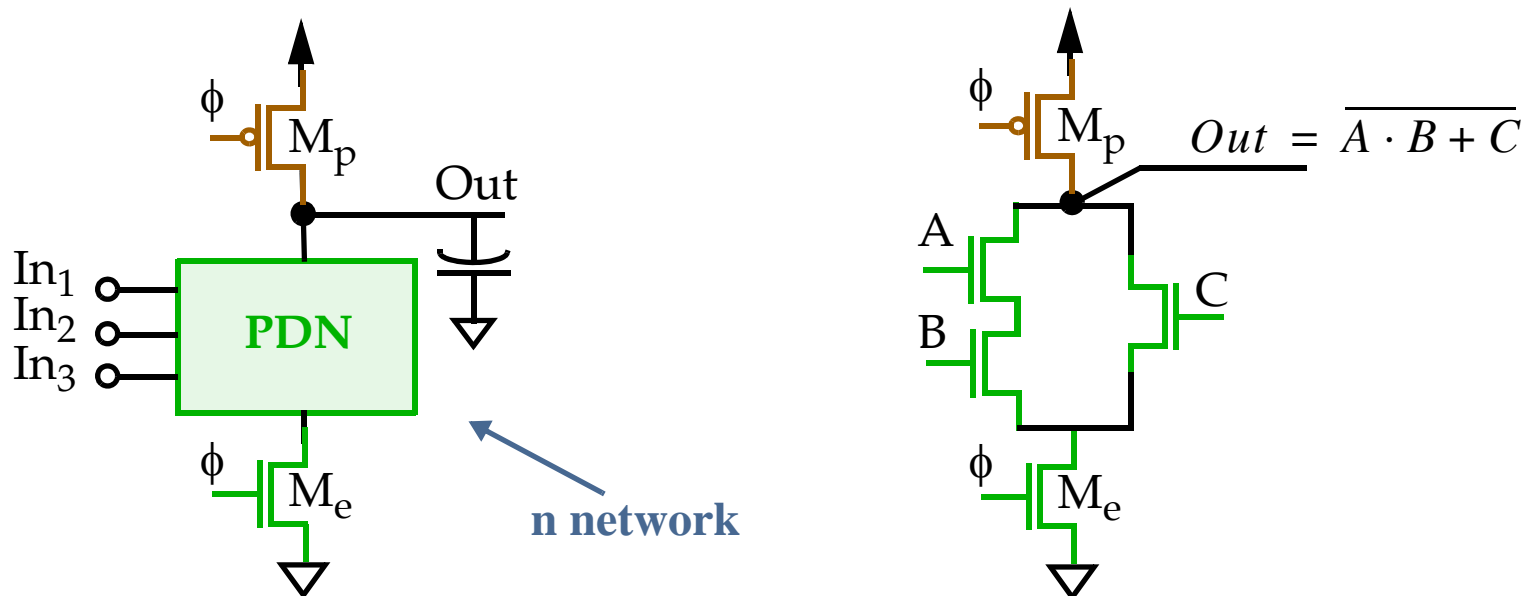 ϕ
M_p
Out
In_1
In_2
In_3
PDN
ϕ
M_e
n network
ϕ
M_p
Out = \overline{A · B + C}
A
B
C
ϕ
M_e